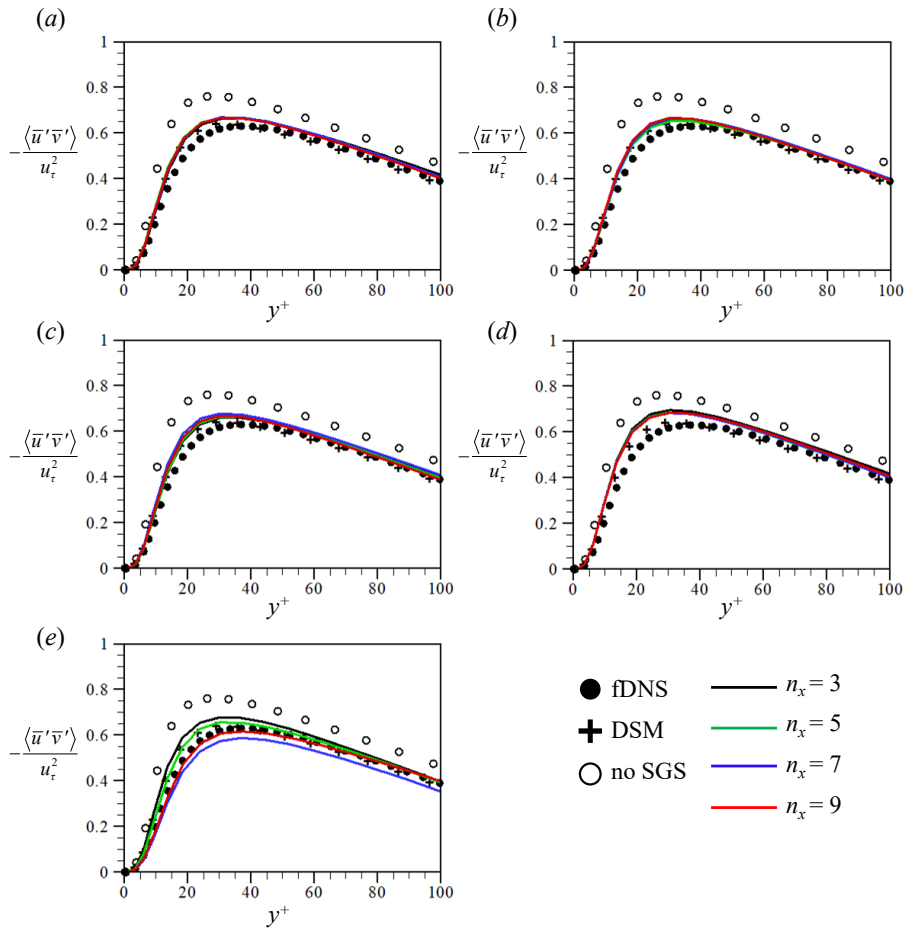 (a) (b)
1 1
0.8 0.8
0.6 0.6
−⟨u̅′v̅′⟩/u_τ² −⟨u̅′v̅′⟩/u_τ²
0.4 0.4
0.2 0.2
0 0
0 20 40 60 80 100 0 20 40 60 80 100
y⁺ y⁺
(c) (d)
1 1
0.8 0.8
0.6 0.6
−⟨u̅′v̅′⟩/u_τ² −⟨u̅′v̅′⟩/u_τ²
0.4 0.4
0.2 0.2
0 0
0 20 40 60 80 100 0 20 40 60 80 100
y⁺ y⁺
(e)
1
0.8
0.6
−⟨u̅′v̅′⟩/u_τ²
0.4
0.2
0
0 20 40 60 80 100
y⁺
fDNS
DSM
no SGS
nₓ = 3
nₓ = 5
nₓ = 7
nₓ = 9